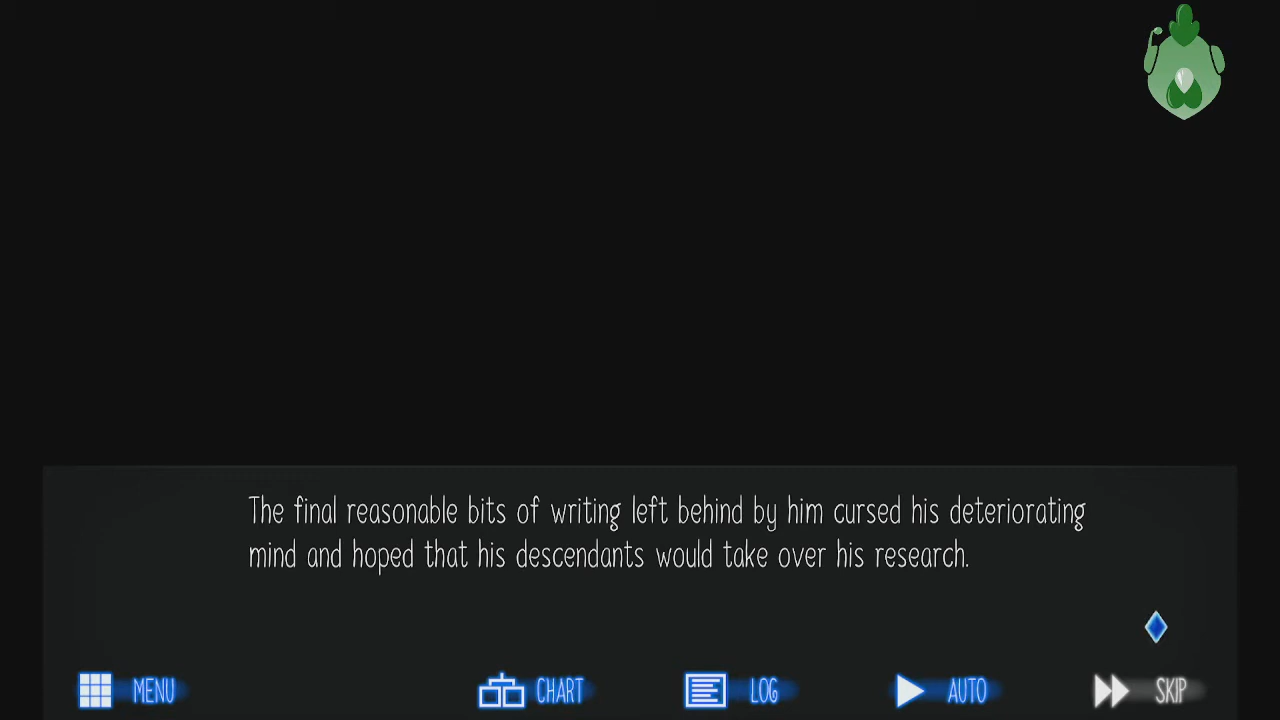 The final reasonable bits of writing left behind by him cursed his deteriorating
mind and hoped that his descendants would take over his research.
MENU
CHART
LOG
AUTO
SKIP